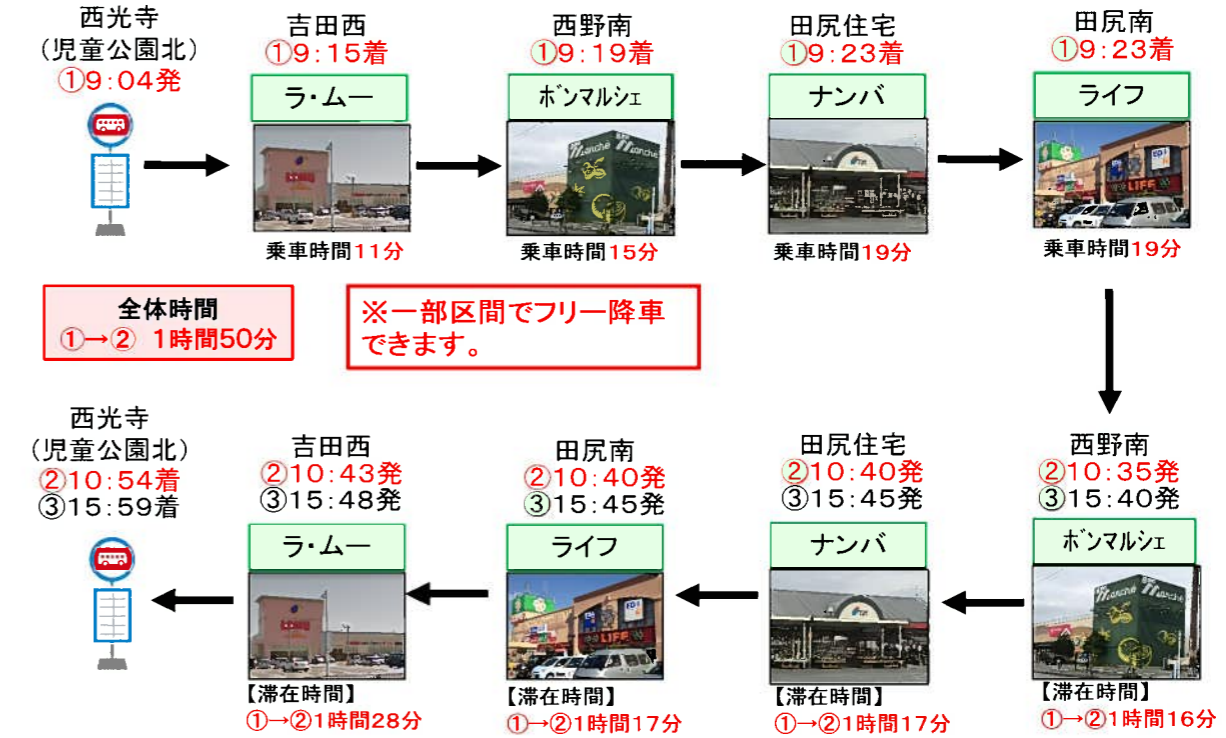 西光寺
(児童公園北)
①9:04発
吉田西
①9:15着
ラ・ムー
乗車時間11分
西野南
①9:19着
ボンマルシェ
乗車時間15分
田尻住宅
①9:23着
ナンバ
乗車時間19分
田尻南
①9:23着
ライフ
LIFE
乗車時間19分
全体時間
①→② 1時間50分
※一部区間でフリー降車
できます。
西光寺
(児童公園北)
②10:54着
③15:59着
吉田西
②10:43発
③15:48発
ラ・ムー
【滞在時間】
①→②1時間28分
田尻南
②10:40発
③15:45発
ライフ
LIFE
【滞在時間】
①→②1時間17分
田尻住宅
②10:40発
③15:45発
ナンバ
【滞在時間】
①→②1時間17分
西野南
②10:35発
③15:40発
ボンマルシェ
【滞在時間】
①→②1時間16分